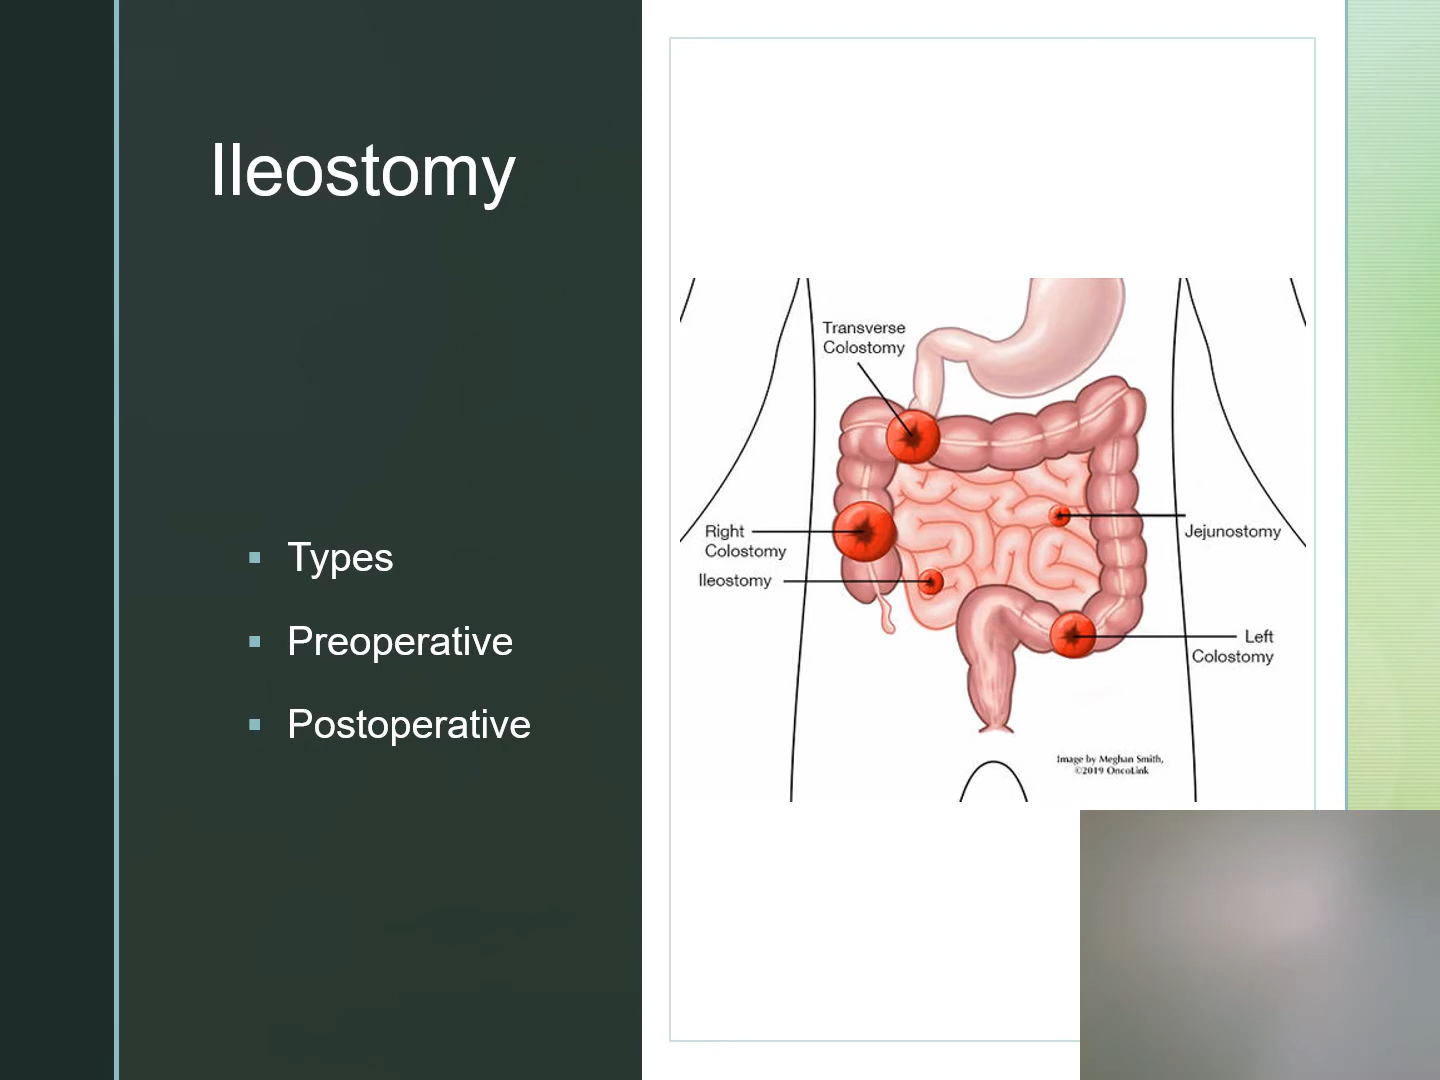 Ileostomy
Types
Preoperative
Postoperative
Transverse
Colostomy
Right
Colostomy
Ileostomy
Jejunostomy
Left
Colostomy
Image by Meghan Smith,
©2019 OncoLink